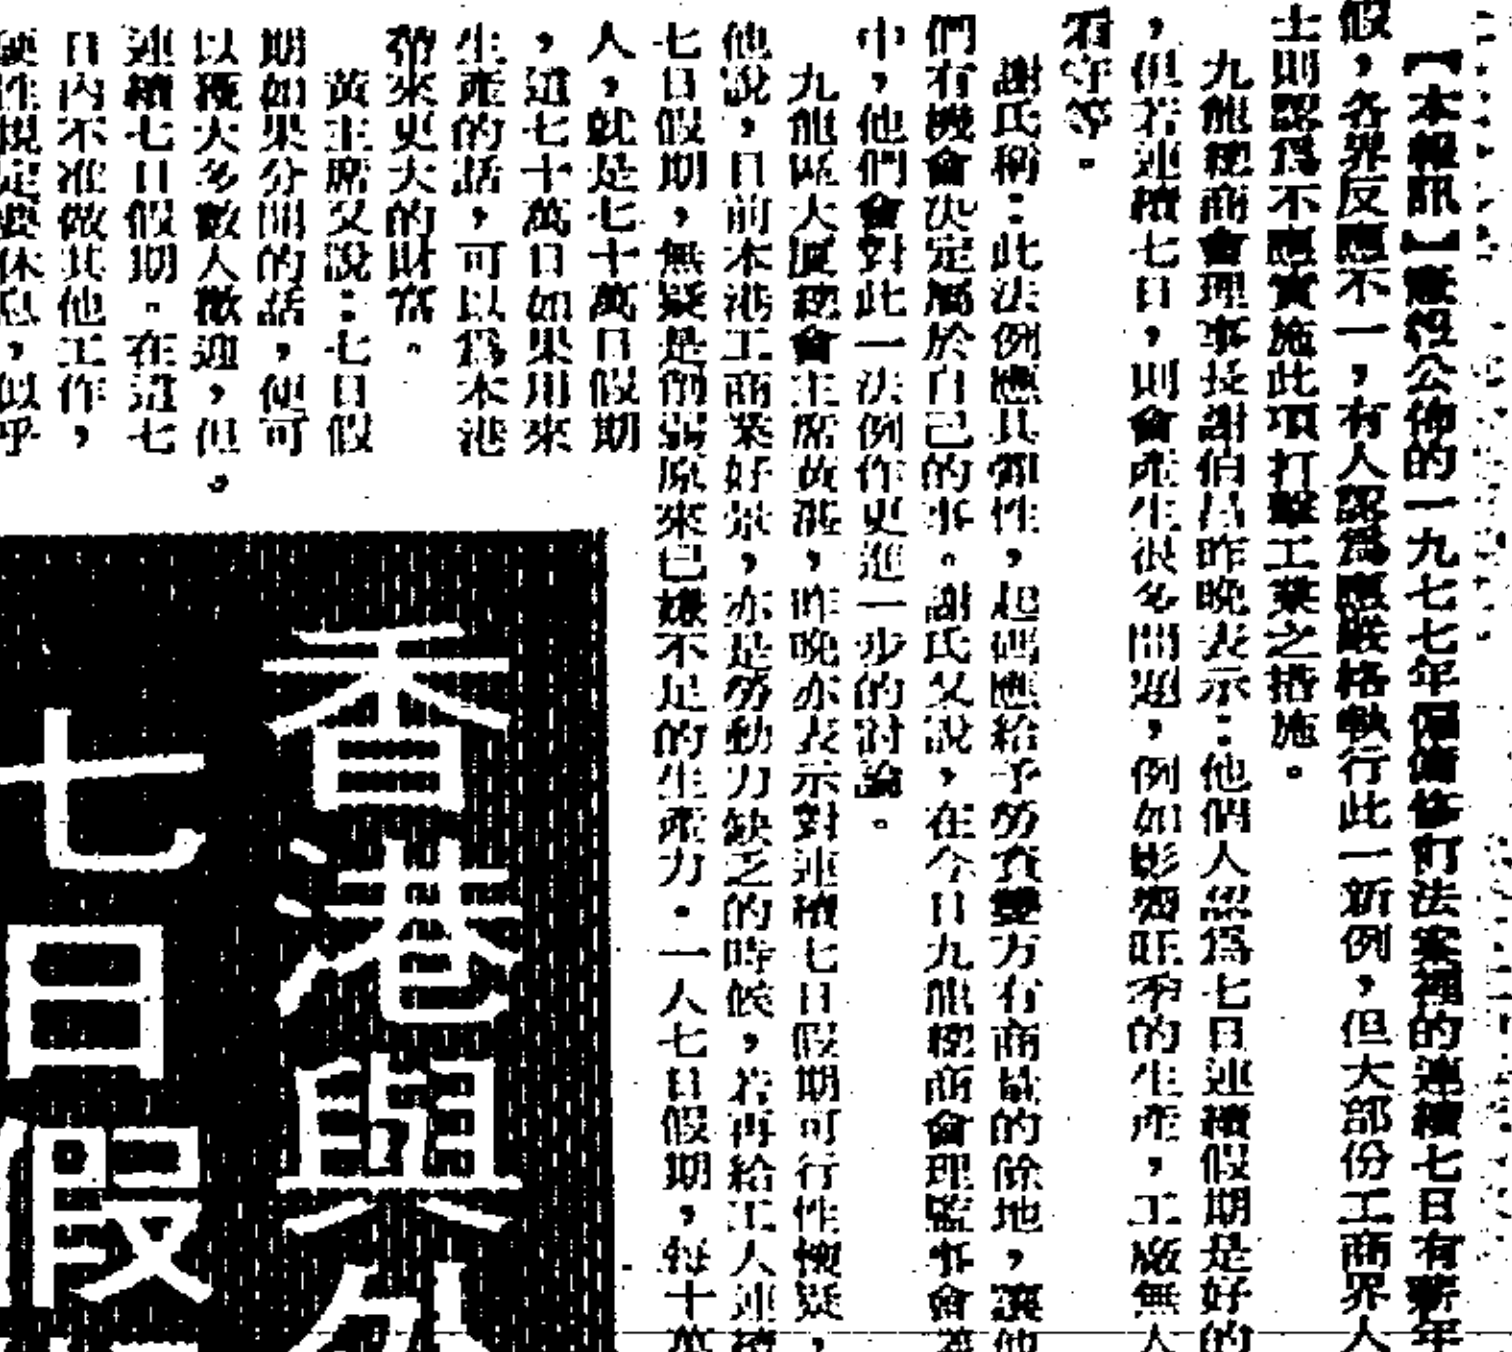 【本報訊】憲報公佈的一九七七年僱傭修訂法案裡的連續七日有薪年
假,各界反應不一,有人認爲應嚴格執行此一新例,但大部份工商界人
士則認爲不應實施此項打擊工業之措施。
九龍總商會理事長謝伯昌昨晚表示:他個人認爲七日連續假期是好的
,但若連續七日,則會產生很多問題,例如影響旺季的生產,工廠無人
看守等。
謝氏稱:此法例應具彈性,起碼應給予勞資雙方有商量的餘地,讓他
們有機會決定屬於自己的事。謝氏又說,在今日九龍總商會理監事會
中,他們會對此一法例作更進一步的討論。
九龍區大廈總會主席黃,昨晚亦表示對連續七日假期可行性懷疑,
他說,日前本港工商業好景,亦是勞動力缺乏的時候,若再給工人連續
七日假期,無疑是削弱原來已嫌不足的生產力。一人七日假期,每十萬
人,就是七十萬日假期
,這七十萬日如果用來
生產的話,可以爲本港
帶來更大的財富。
黃主席又說:七日假
期如果分開的話,便可
以獲大多數人歡迎,但
連續七日假期。在這七
日內不准做其他工作,
硬性規定要休息,似乎
香港與
七日假